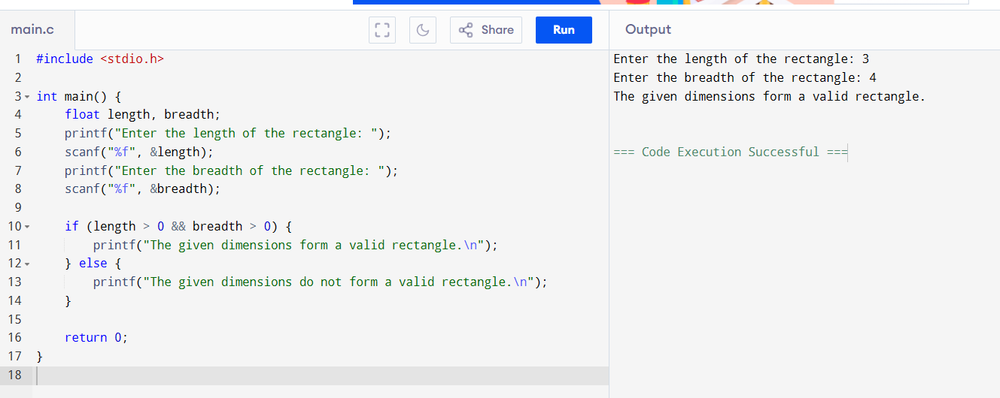 main.c
Share
Run
Output
1 #include <stdio.h>
2
3 int main() {
4     float length, breadth;
5     printf("Enter the length of the rectangle: ");
6     scanf("%f", &length);
7     printf("Enter the breadth of the rectangle: ");
8     scanf("%f", &breadth);
9
10     if (length > 0 && breadth > 0) {
11         printf("The given dimensions form a valid rectangle.\n");
12     } else {
13         printf("The given dimensions do not form a valid rectangle.\n");
14     }
15
16     return 0;
17 }
18
Enter the length of the rectangle: 3
Enter the breadth of the rectangle: 4
The given dimensions form a valid rectangle.
=== Code Execution Successful ===